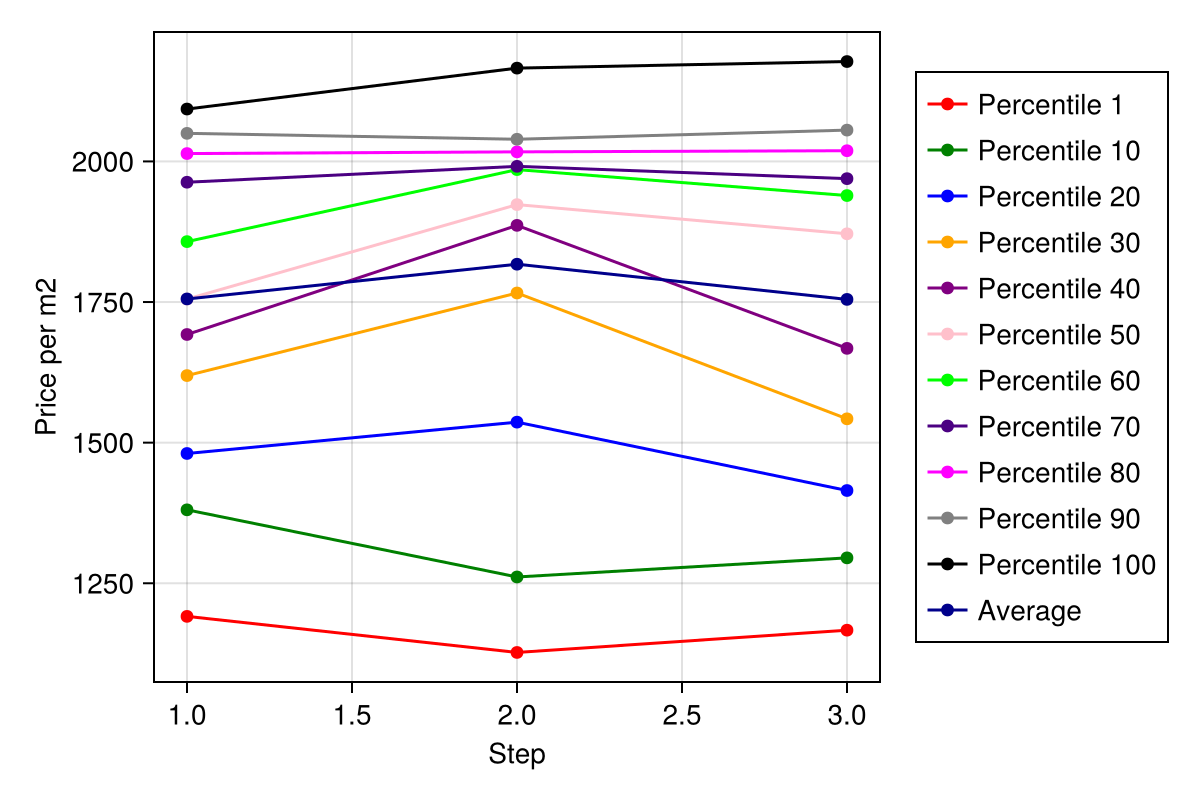 Price per m2
2000
1750
1500
1250
1.0 1.5 2.0 2.5 3.0
Step
Percentile 1
Percentile 10
Percentile 20
Percentile 30
Percentile 40
Percentile 50
Percentile 60
Percentile 70
Percentile 80
Percentile 90
Percentile 100
Average